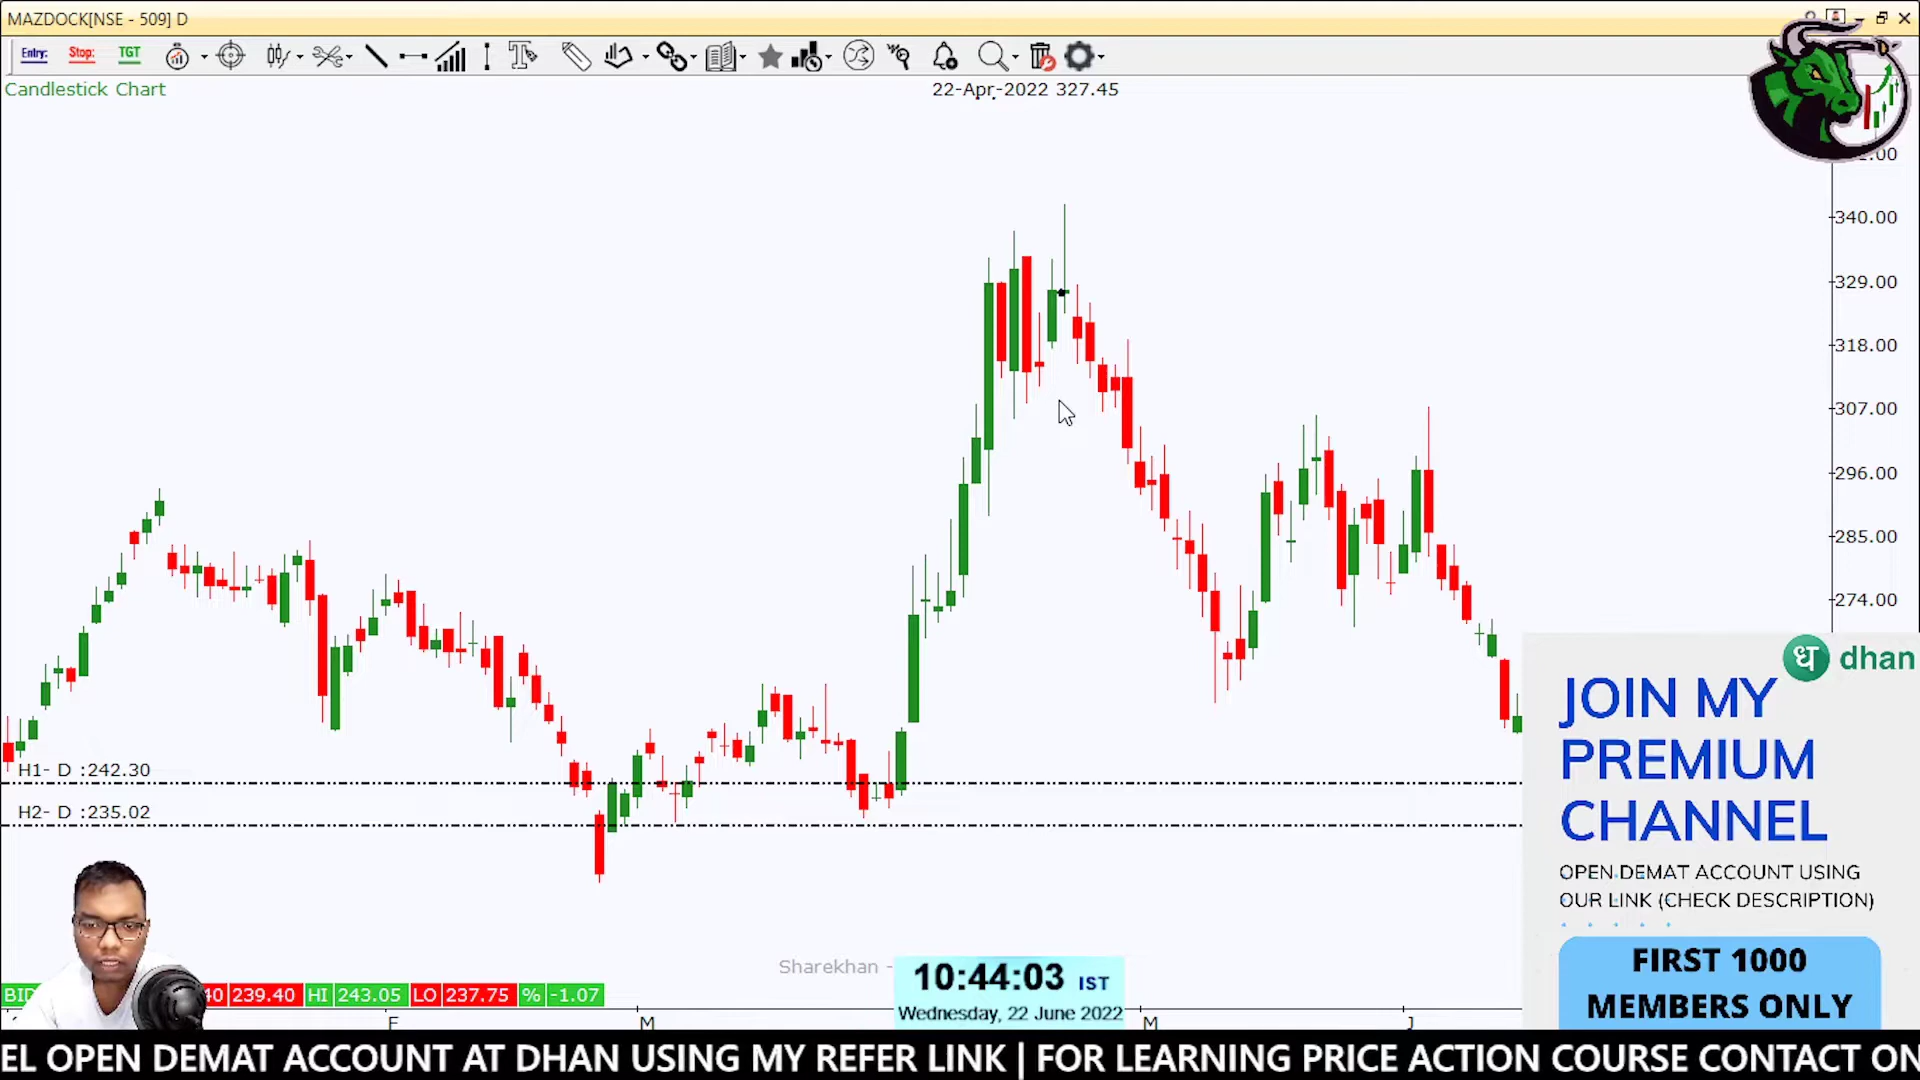 MAZDOCK[NSE - 509] D
Entry: Stop: TGT
Candlestick Chart
22-Apr-2022 327.45
340.00
329.00
318.00
307.00
296.00
285.00
274.00
H1- D :242.30
H2- D :235.02
ध dhan
JOIN MY
PREMIUM
CHANNEL
OPEN DEMAT ACCOUNT USING
OUR LINK (CHECK DESCRIPTION)
FIRST 1000
MEMBERS ONLY
Sharekhan -
10:44:03 IST
Wednesday, 22 June 2022
239.40 HI 243.05 LO 237.75 % -1.07
F M M J
EL OPEN DEMAT ACCOUNT AT DHAN USING MY REFER LINK | FOR LEARNING PRICE ACTION COURSE CONTACT ON